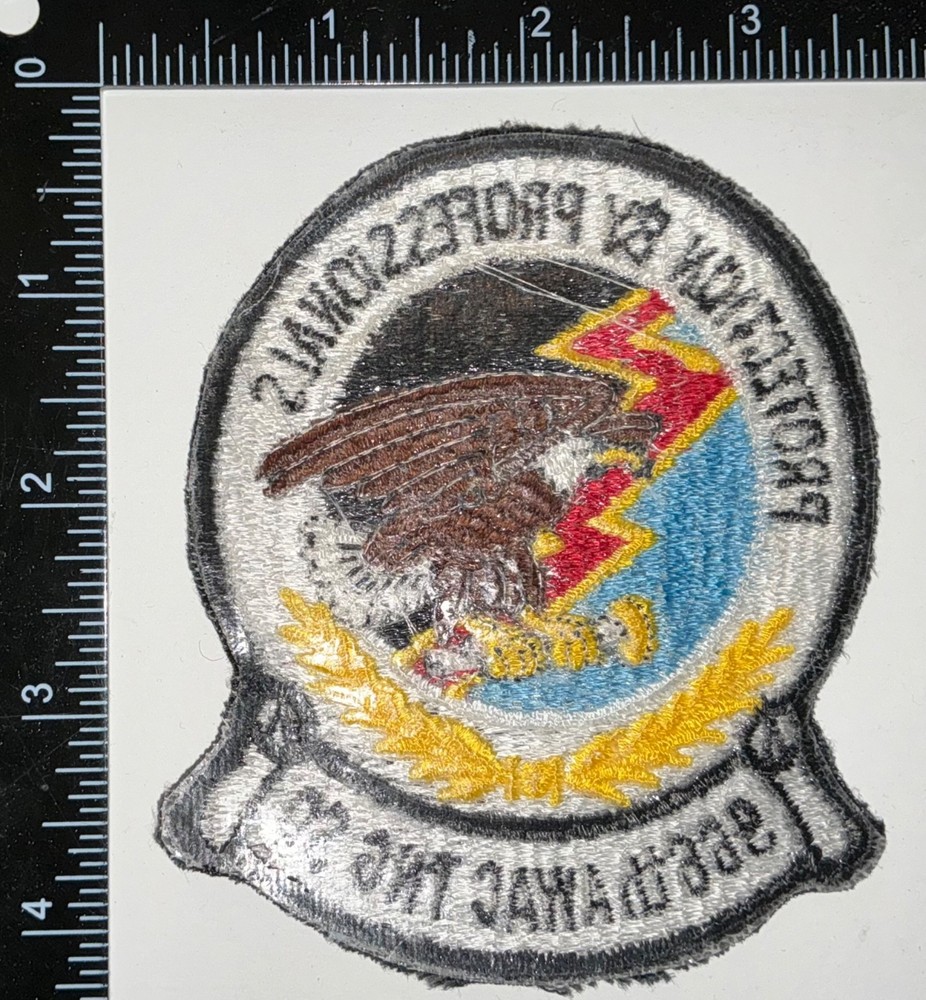 1 2 3
0
1
2
3
4
PROTECTION BY PROFESSIONALS
966th AWAC TNG SQ